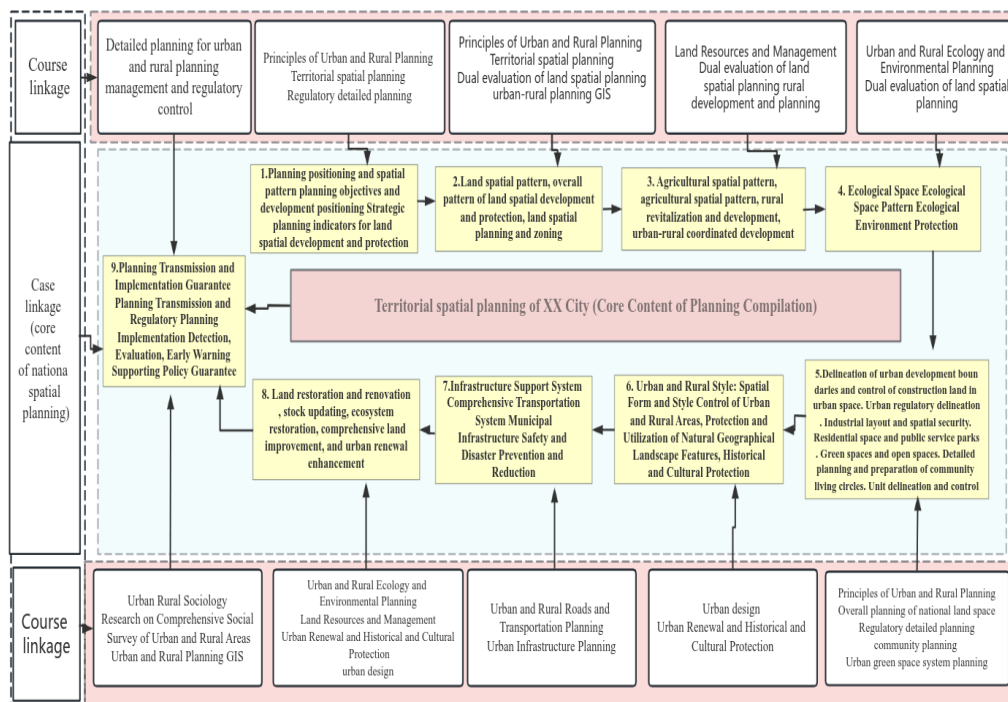 Course
linkage
Detailed planning for urban
and rural planning
management and regulatory
control
Principles of Urban and Rural Planning
Territorial spatial planning
Regulatory detailed planning
Principles of Urban and Rural Planning
Territorial spatial planning
Dual evaluation of land spatial planning
urban-rural planning GIS
Land Resources and Management
Dual evaluation of land
spatial planning rural
development and planning
Urban and Rural Ecology and
Environmental Planning
Dual evaluation of land spatial
planning
Case
linkage
(core
content
of nationa
spatial
planning)
1.Planning positioning and spatial
pattern planning objectives and
development positioning Strategic
planning indicators for land
spatial development and protection
2.Land spatial pattern, overall
pattern of land spatial development
and protection, land spatial
planning and zoning
3. Agricultural spatial pattern,
agricultural spatial pattern, rural
revitalization and development,
urban-rural coordinated development
4. Ecological Space Ecological
Space Pattern Ecological
Environment Protection
9.Planning Transmission and
Implementation Guarantee
Planning Transmission and
Regulatory Planning
Implementation Detection,
Evaluation, Early Warning
Supporting Policy Guarantee
Territorial spatial planning of XX City (Core Content of Planning Compilation)
8. Land restoration and renovation
, stock updating, ecosystem
restoration, comprehensive land
improvement, and urban renewal
enhancement
7.Infrastructure Support System
Comprehensive Transportation
System Municipal
Infrastructure Safety and
Disaster Prevention and
Reduction
6. Urban and Rural Style: Spatial
Form and Style Control of Urban
and Rural Areas, Protection and
Utilization of Natural Geographical
Landscape Features, Historical
and Cultural Protection
5.Delineation of urban development boun
daries and control of construction land in
urban space. Urban regulatory delineation
. Industrial layout and spatial security.
Residential space and public service parks
. Green spaces and open spaces. Detailed
planning and preparation of community
living circles. Unit delineation and control
Course
linkage
Urban Rural Sociology
Research on Comprehensive Social
Survey of Urban and Rural Areas
Urban and Rural Planning GIS
Urban and Rural Ecology and
Environmental Planning
Land Resources and Management
Urban Renewal and Historical and Cultural
Protection
urban design
Urban and Rural Roads and
Transportation Planning
Urban Infrastructure Planning
Urban design
Urban Renewal and Historical and
Cultural Protection
Principles of Urban and Rural Planning
Overall planning of national land space
Regulatory detailed planning
community planning
Urban green space system planning